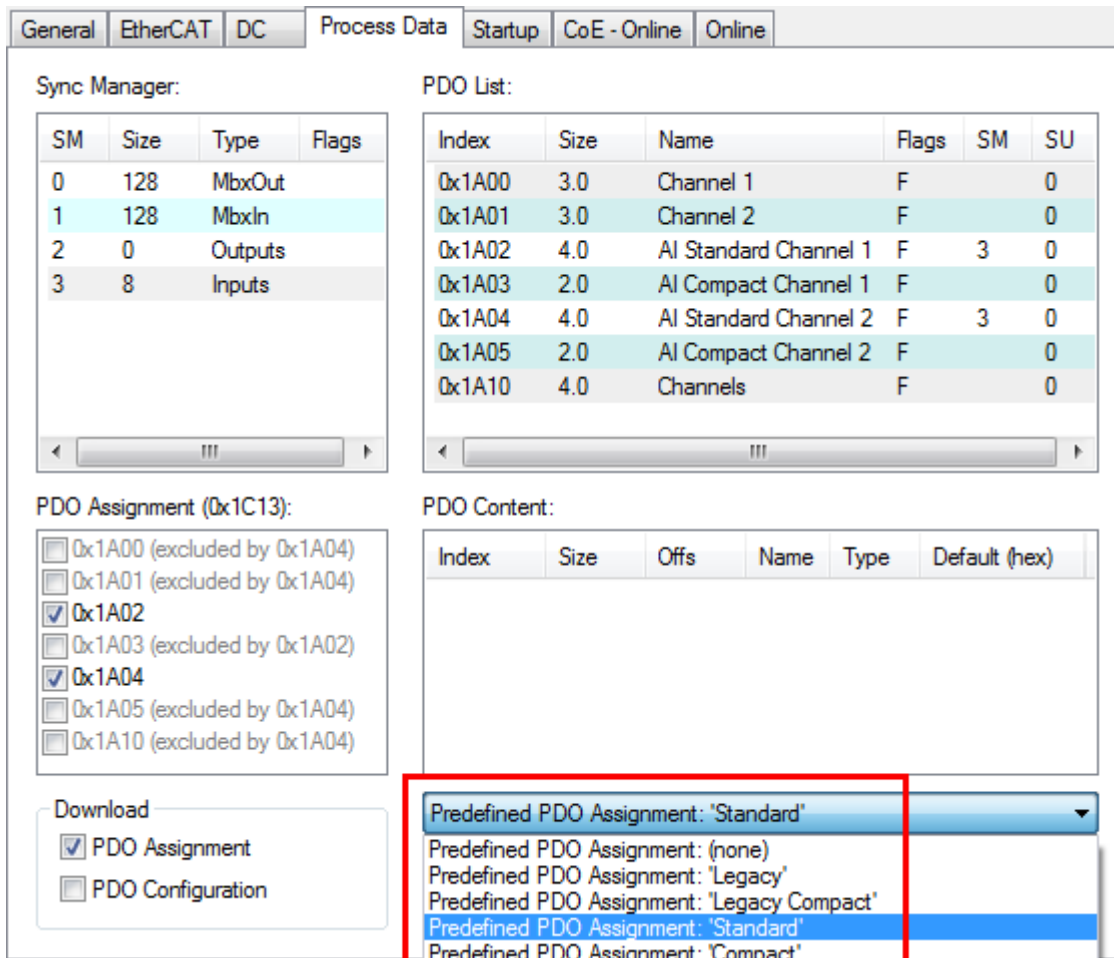 General EtherCAT DC Process Data Startup CoE - Online Online
Sync Manager:
SM Size Type Flags
0 128 MbxOut
1 128 MbxIn
2 0 Outputs
3 8 Inputs
PDO List:
Index Size Name Flags SM SU
0x1A00 3.0 Channel 1 F 0
0x1A01 3.0 Channel 2 F 0
0x1A02 4.0 AI Standard Channel 1 F 3 0
0x1A03 2.0 AI Compact Channel 1 F 0
0x1A04 4.0 AI Standard Channel 2 F 3 0
0x1A05 2.0 AI Compact Channel 2 F 0
0x1A10 4.0 Channels F 0
PDO Assignment (0x1C13):
0x1A00 (excluded by 0x1A04)
0x1A01 (excluded by 0x1A04)
0x1A02
0x1A03 (excluded by 0x1A02)
0x1A04
0x1A05 (excluded by 0x1A04)
0x1A10 (excluded by 0x1A04)
PDO Content:
Index Size Offs Name Type Default (hex)
Download
PDO Assignment
PDO Configuration
Predefined PDO Assignment: 'Standard'
Predefined PDO Assignment: (none)
Predefined PDO Assignment: 'Legacy'
Predefined PDO Assignment: 'Legacy Compact'
Predefined PDO Assignment: 'Standard'
Predefined PDO Assignment: 'Compact'